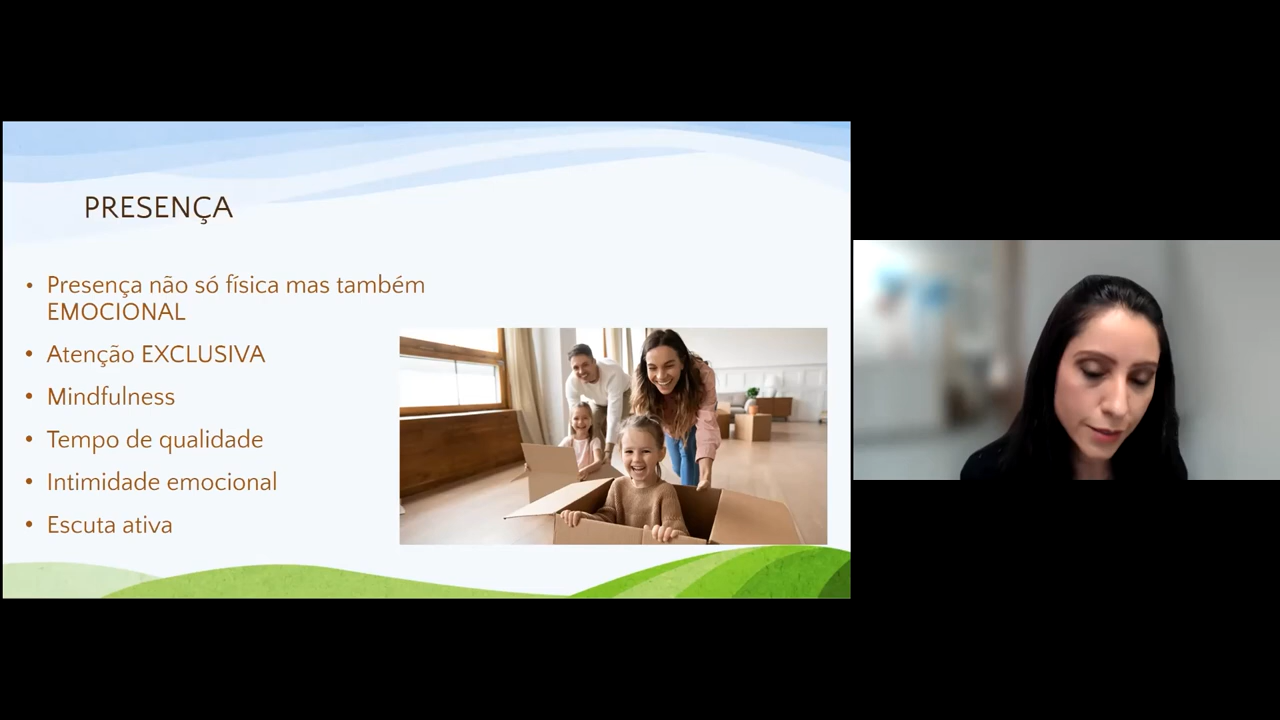 PRESENÇA
• Presença não só física mas também
EMOCIONAL
• Atenção EXCLUSIVA
• Mindfulness
• Tempo de qualidade
• Intimidade emocional
• Escuta ativa